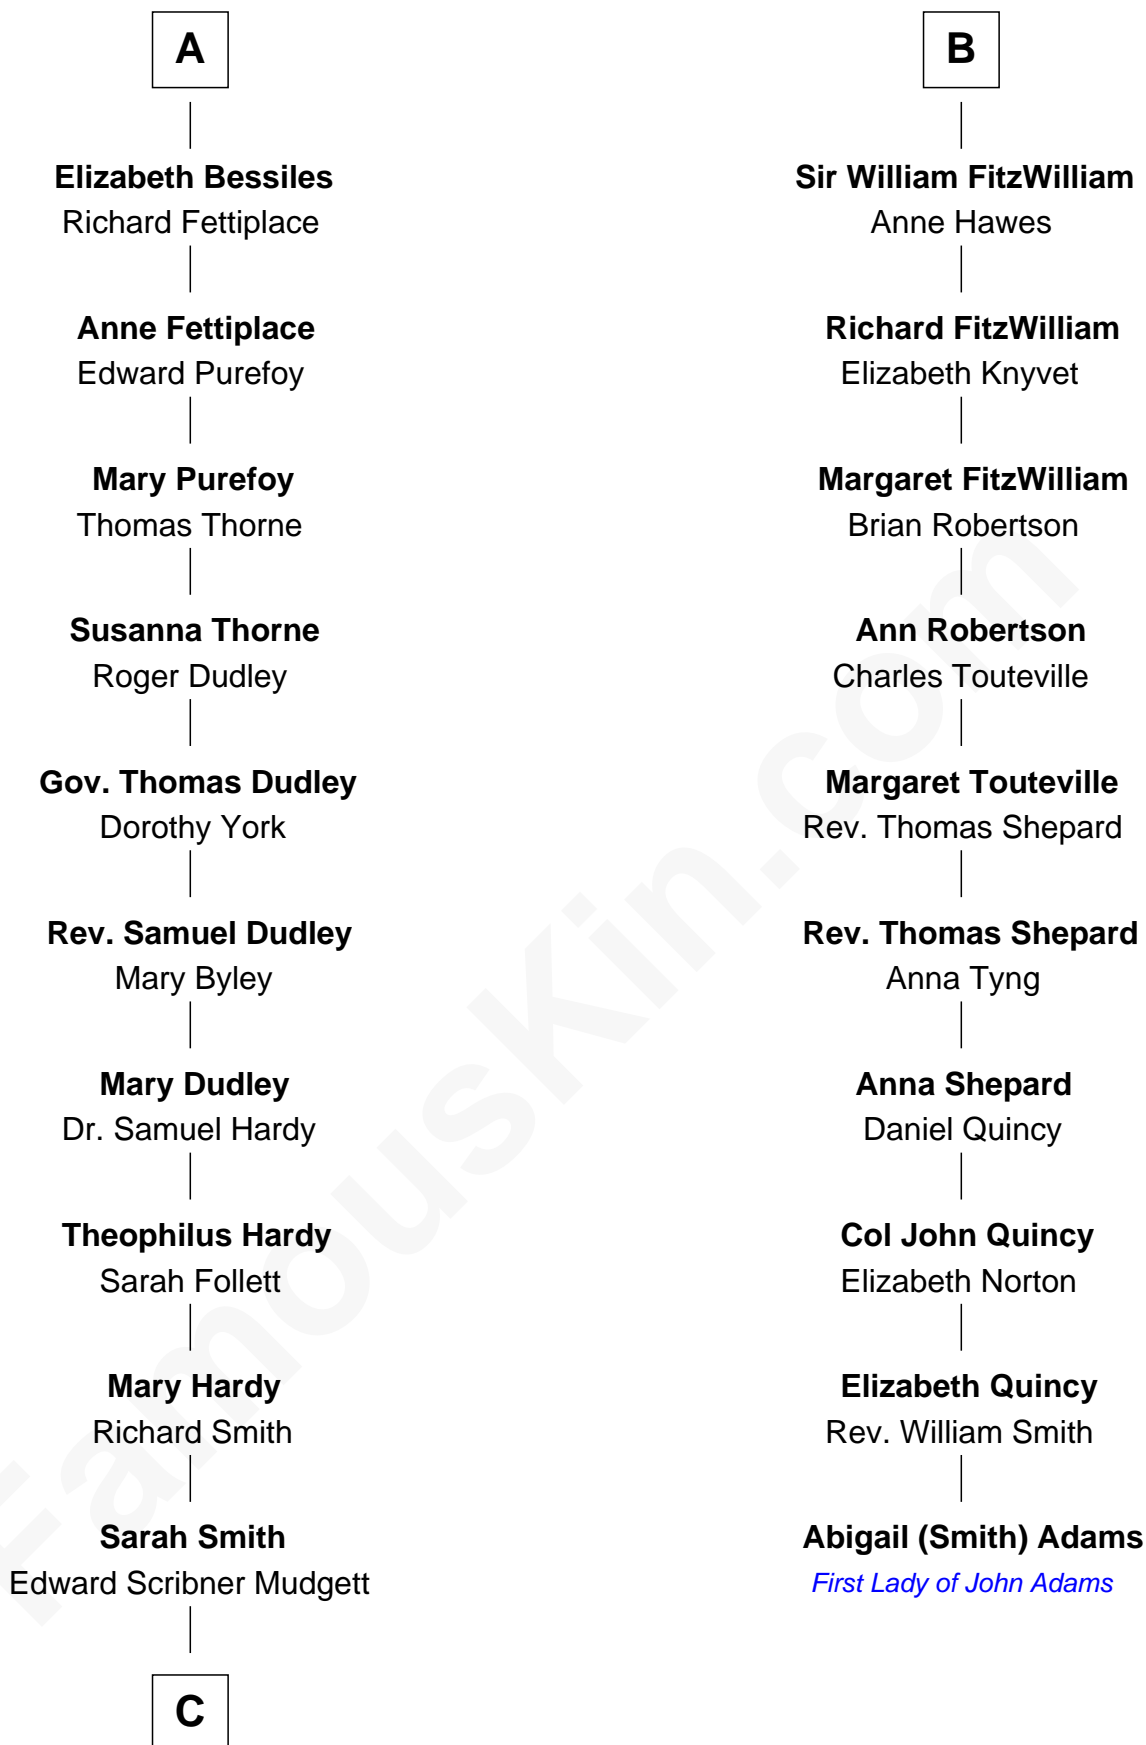 A
Elizabeth Bessiles
Richard Fettiplace
Anne Fettiplace
Edward Purefoy
Mary Purefoy
Thomas Thorne
Susanna Thorne
Roger Dudley
Gov. Thomas Dudley
Dorothy York
Rev. Samuel Dudley
Mary Byley
Mary Dudley
Dr. Samuel Hardy
Theophilus Hardy
Sarah Follett
Mary Hardy
Richard Smith
Sarah Smith
Edward Scribner Mudgett
C
B
Sir William FitzWilliam
Anne Hawes
Richard FitzWilliam
Elizabeth Knyvet
Margaret FitzWilliam
Brian Robertson
Ann Robertson
Charles Touteville
Margaret Touteville
Rev. Thomas Shepard
Rev. Thomas Shepard
Anna Tyng
Anna Shepard
Daniel Quincy
Col John Quincy
Elizabeth Norton
Elizabeth Quincy
Rev. William Smith
Abigail (Smith) Adams
First Lady of John Adams
FamousKin.com